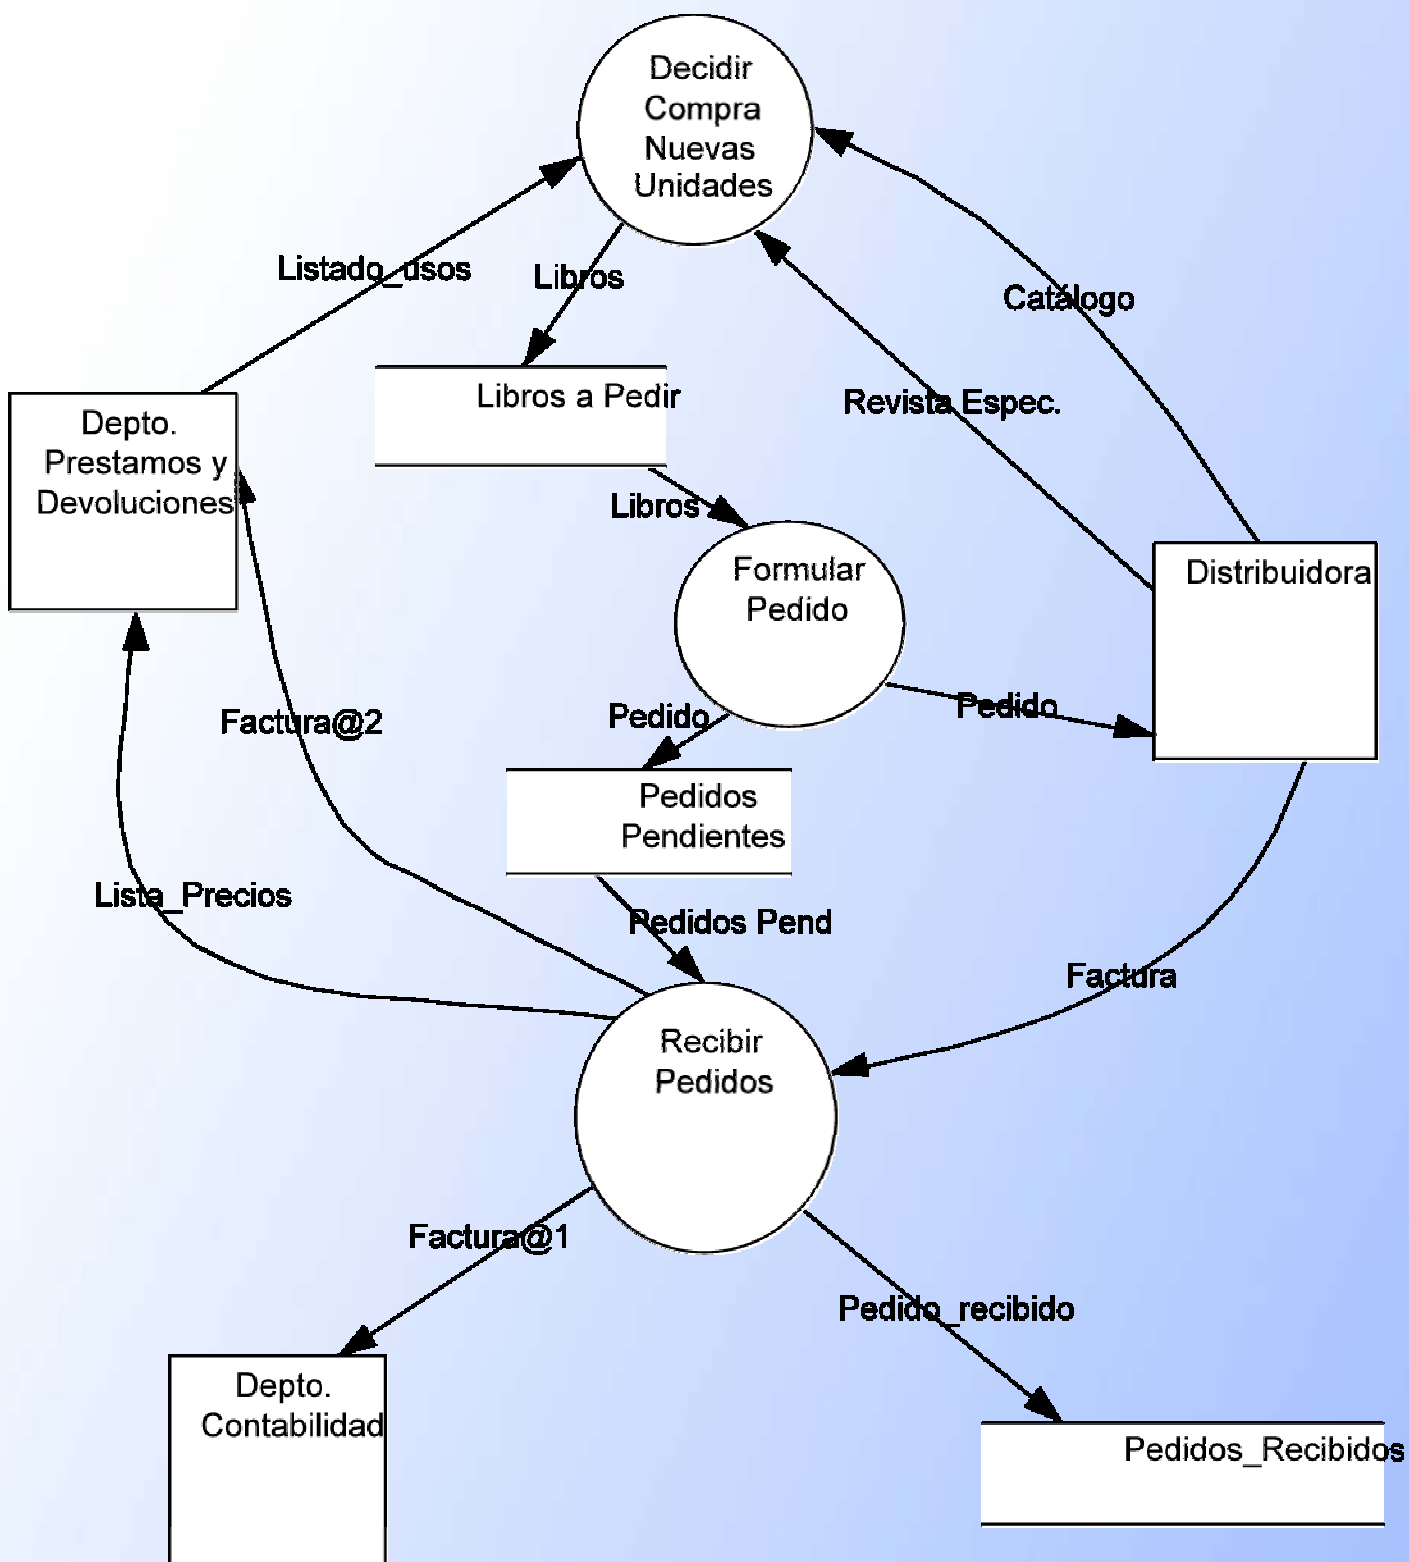 Decidir
Compra
Nuevas
Unidades
Listado_usos
Libros
Catálogo
Libros a Pedir
Revista Espec.
Depto.
Prestamos y
Devoluciones
Libros
Formular
Pedido
Distribuidora
Factura@2
Pedido
Pedido
Pedidos
Pendientes
Lista_Precios
Pedidos Pend
Factura
Recibir
Pedidos
Factura@1
Pedido_recibido
Depto.
Contabilidad
Pedidos_Recibidos